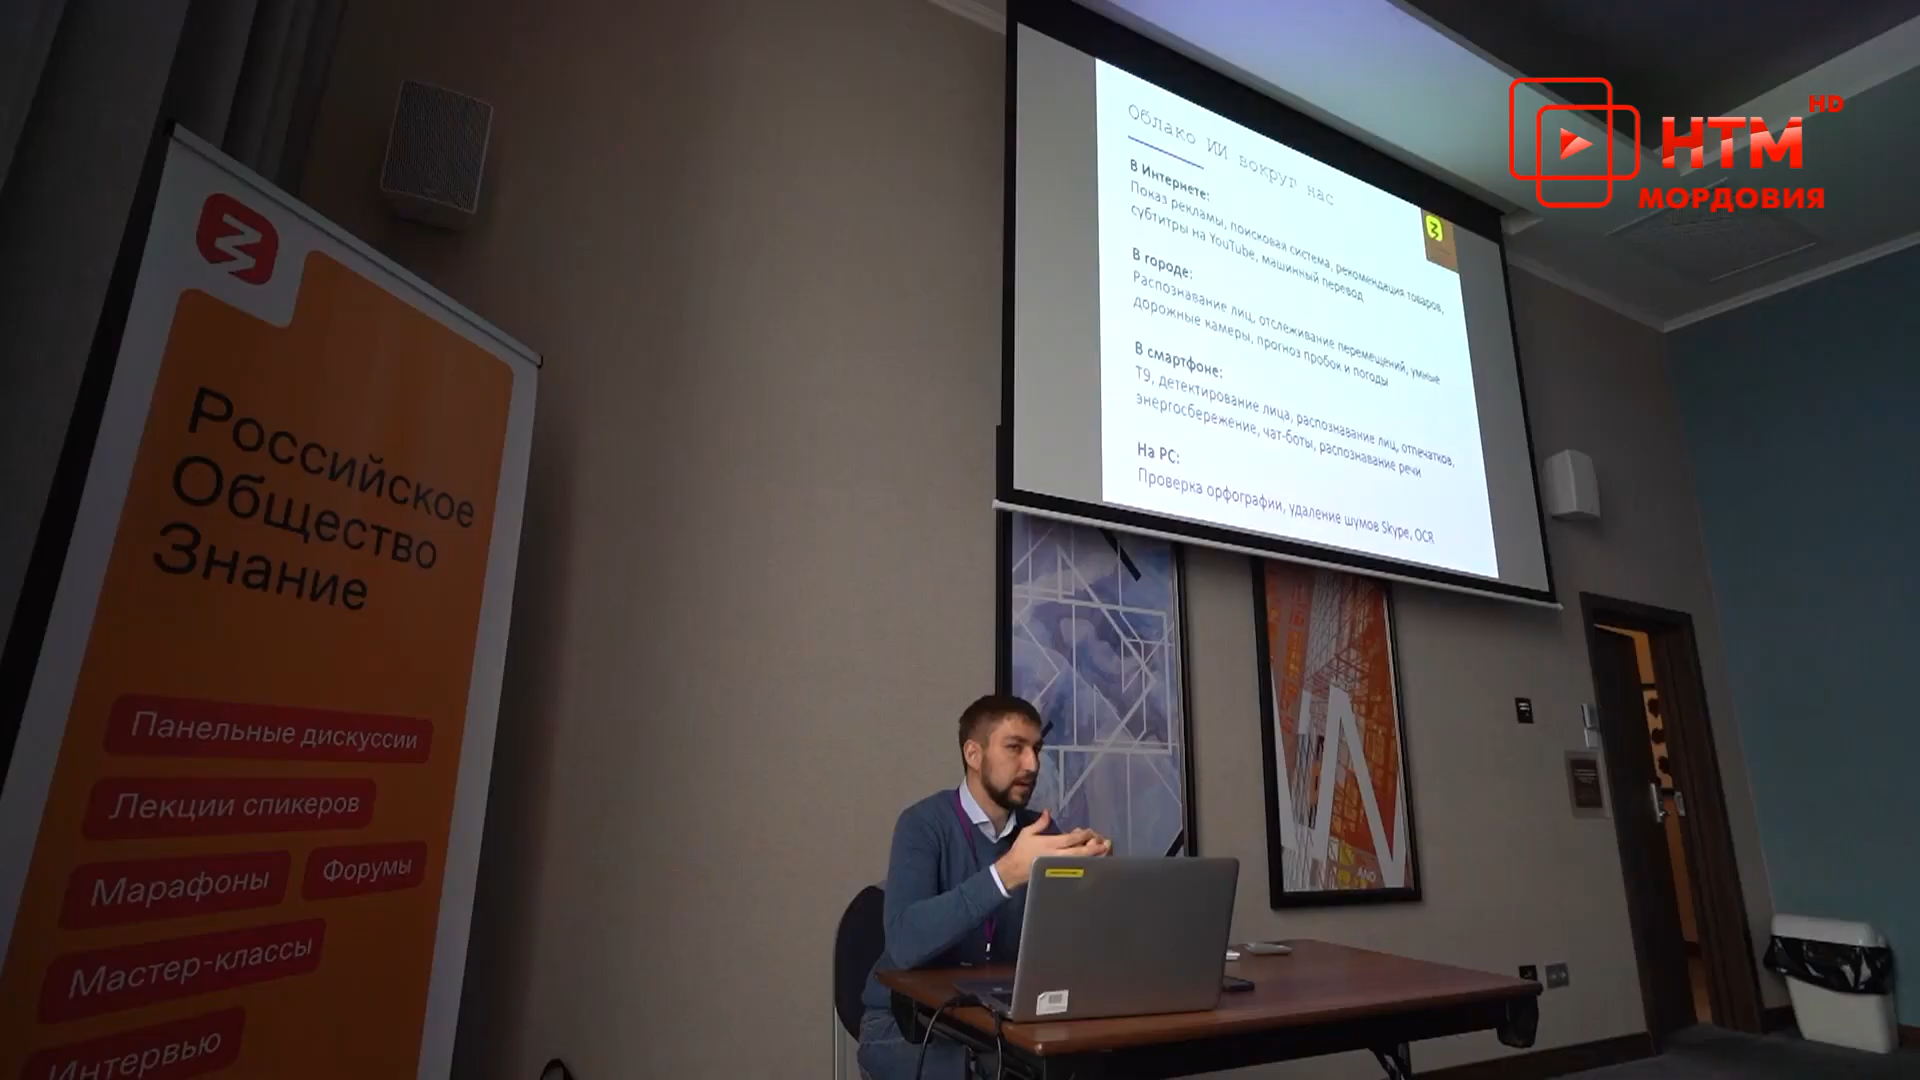 Российское
Общество
Знание
Панельные дискуссии
Лекции спикеров
Марафоны
Форумы
Мастер-классы
Интервью
Облако ИИ вокруг нас
В Интернете:
Показ рекламы, поисковая система, рекомендация товаров,
субтитры на YouTube, машинный перевод
В городе:
Распознавание лиц, отслеживание перемещений, умные
дорожные камеры, прогноз пробок и погоды
В смартфоне:
T9, детектирование лица, распознавание лиц, отпечатков,
энергосбережение, чат-боты, распознавание речи
На PC:
Проверка орфографии, удаление шумов Skype, OCR
НТМ HD
МОРДОВИЯ